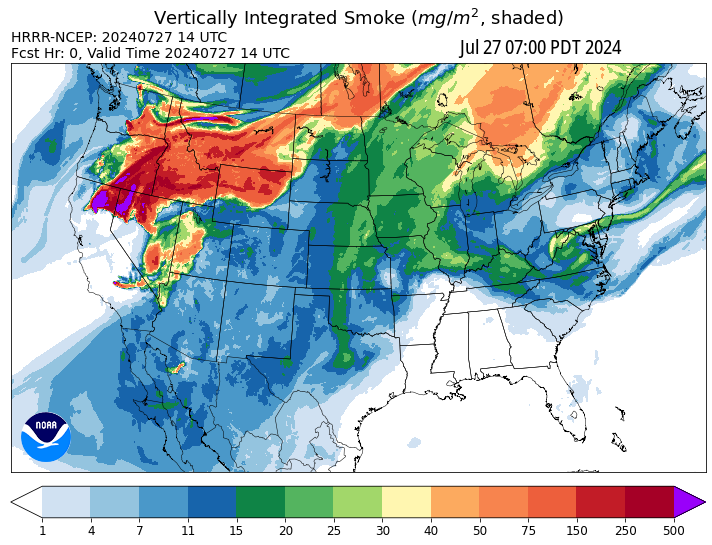 Vertically Integrated Smoke (mg/m², shaded)
HRRR-NCEP: 20240727 14 UTC
Fcst Hr: 0, Valid Time 20240727 14 UTC
Jul 27 07:00 PDT 2024
NOAA
1 4 7 11 15 20 25 30 40 50 75 150 250 500